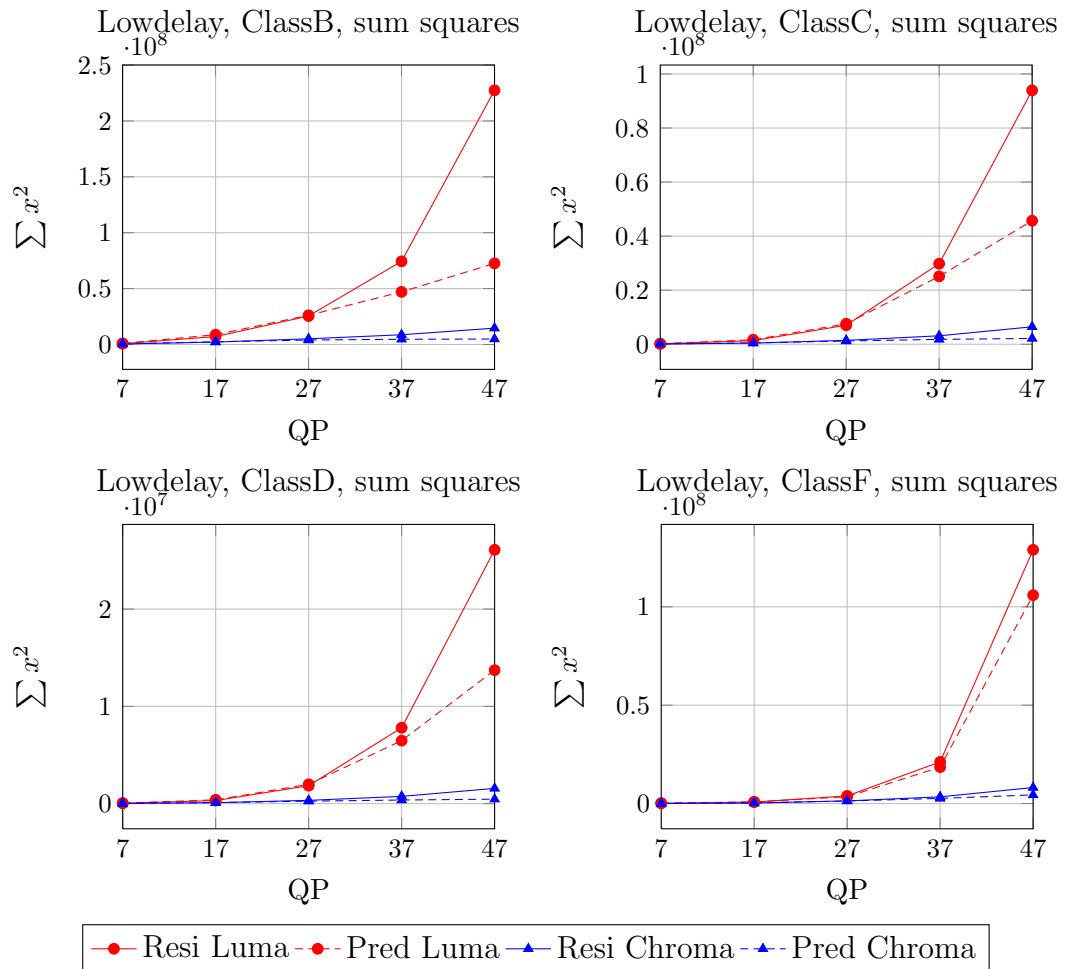 Lowdelay, ClassB, sum squares
·10^8
2.5
2
1.5
1
0.5
0
∑ x^2
7 17 27 37 47
QP
Lowdelay, ClassC, sum squares
·10^8
1
0.8
0.6
0.4
0.2
0
∑ x^2
7 17 27 37 47
QP
Lowdelay, ClassD, sum squares
·10^7
2
1
0
∑ x^2
7 17 27 37 47
QP
Lowdelay, ClassF, sum squares
·10^8
1
0.5
0
∑ x^2
7 17 27 37 47
QP
Resi Luma Pred Luma Resi Chroma Pred Chroma